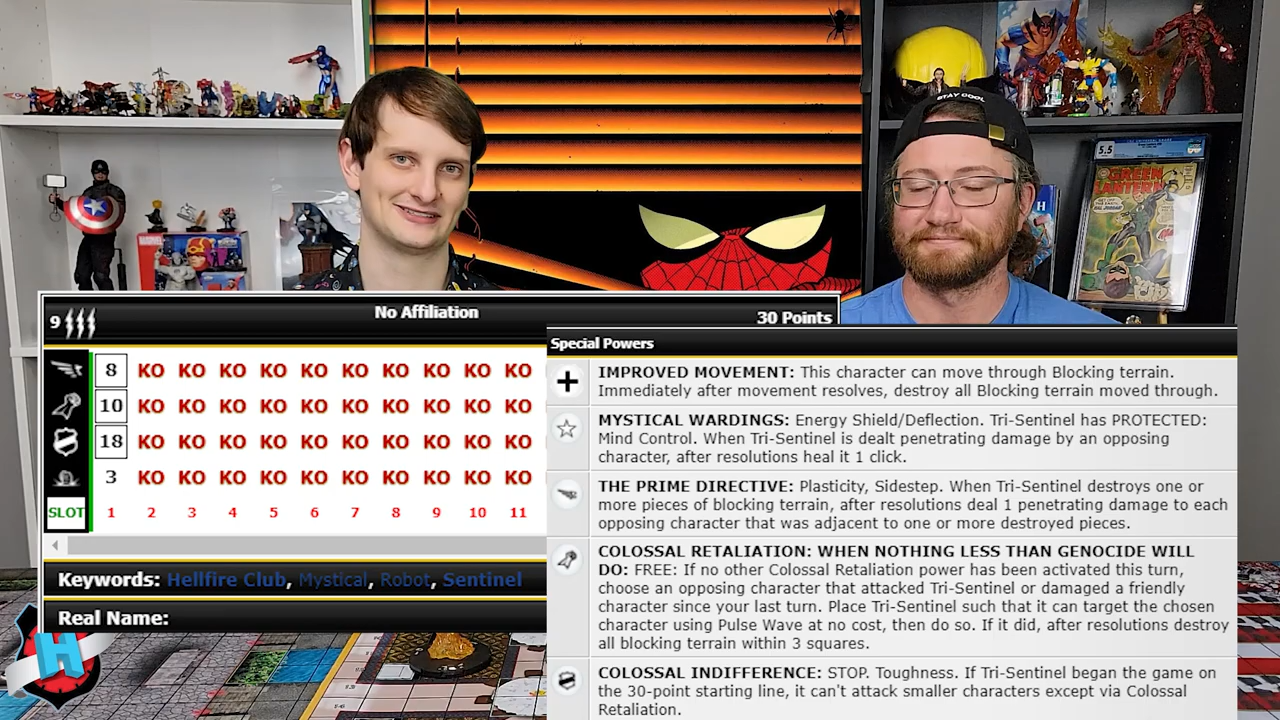 STAY COOL
5.5
GREEN
LANTERN
MARVEL
H
No Affiliation
9
30 Points
8 KO KO KO KO KO KO KO KO KO KO
10 KO KO KO KO KO KO KO KO KO KO
18 KO KO KO KO KO KO KO KO KO KO
3 KO KO KO KO KO KO KO KO KO KO
SLOT 1 2 3 4 5 6 7 8 9 10 11
Keywords: Hellfire Club, Mystical, Robot, Sentinel
Real Name:
H
Special Powers
IMPROVED MOVEMENT: This character can move through Blocking terrain.
Immediately after movement resolves, destroy all Blocking terrain moved through.
MYSTICAL WARDINGS: Energy Shield/Deflection. Tri-Sentinel has PROTECTED:
Mind Control. When Tri-Sentinel is dealt penetrating damage by an opposing
character, after resolutions heal it 1 click.
THE PRIME DIRECTIVE: Plasticity, Sidestep. When Tri-Sentinel destroys one or
more pieces of blocking terrain, after resolutions deal 1 penetrating damage to each
opposing character that was adjacent to one or more destroyed pieces.
COLOSSAL RETALIATION: WHEN NOTHING LESS THAN GENOCIDE WILL
DO: FREE: If no other Colossal Retaliation power has been activated this turn,
choose an opposing character that attacked Tri-Sentinel or damaged a friendly
character since your last turn. Place Tri-Sentinel such that it can target the chosen
character using Pulse Wave at no cost, then do so. If it did, after resolutions destroy
all blocking terrain within 3 squares.
COLOSSAL INDIFFERENCE: STOP. Toughness. If Tri-Sentinel began the game on
the 30-point starting line, it can't attack smaller characters except via Colossal
Retaliation.